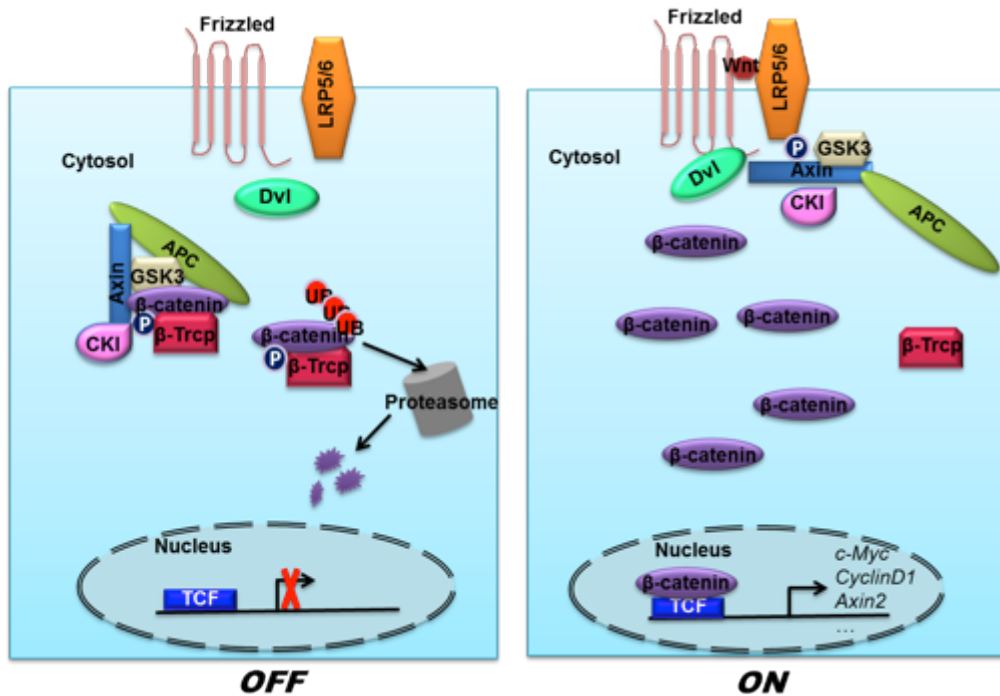 Frizzled
LRP5/6
Cytosol
Dvl
APC
Axin
GSK3
β-catenin
P
CKI
β-Trcp
UB
UB
UB
β-catenin
P
β-Trcp
Proteasome
Nucleus
TCF
OFF
Frizzled
Wnt
LRP5/6
Cytosol
P
GSK3
Dvl
Axin
CKI
APC
β-catenin
β-catenin
β-catenin
β-Trcp
β-catenin
β-catenin
Nucleus
β-catenin
TCF
c-Myc
CyclinD1
Axin2
...
ON